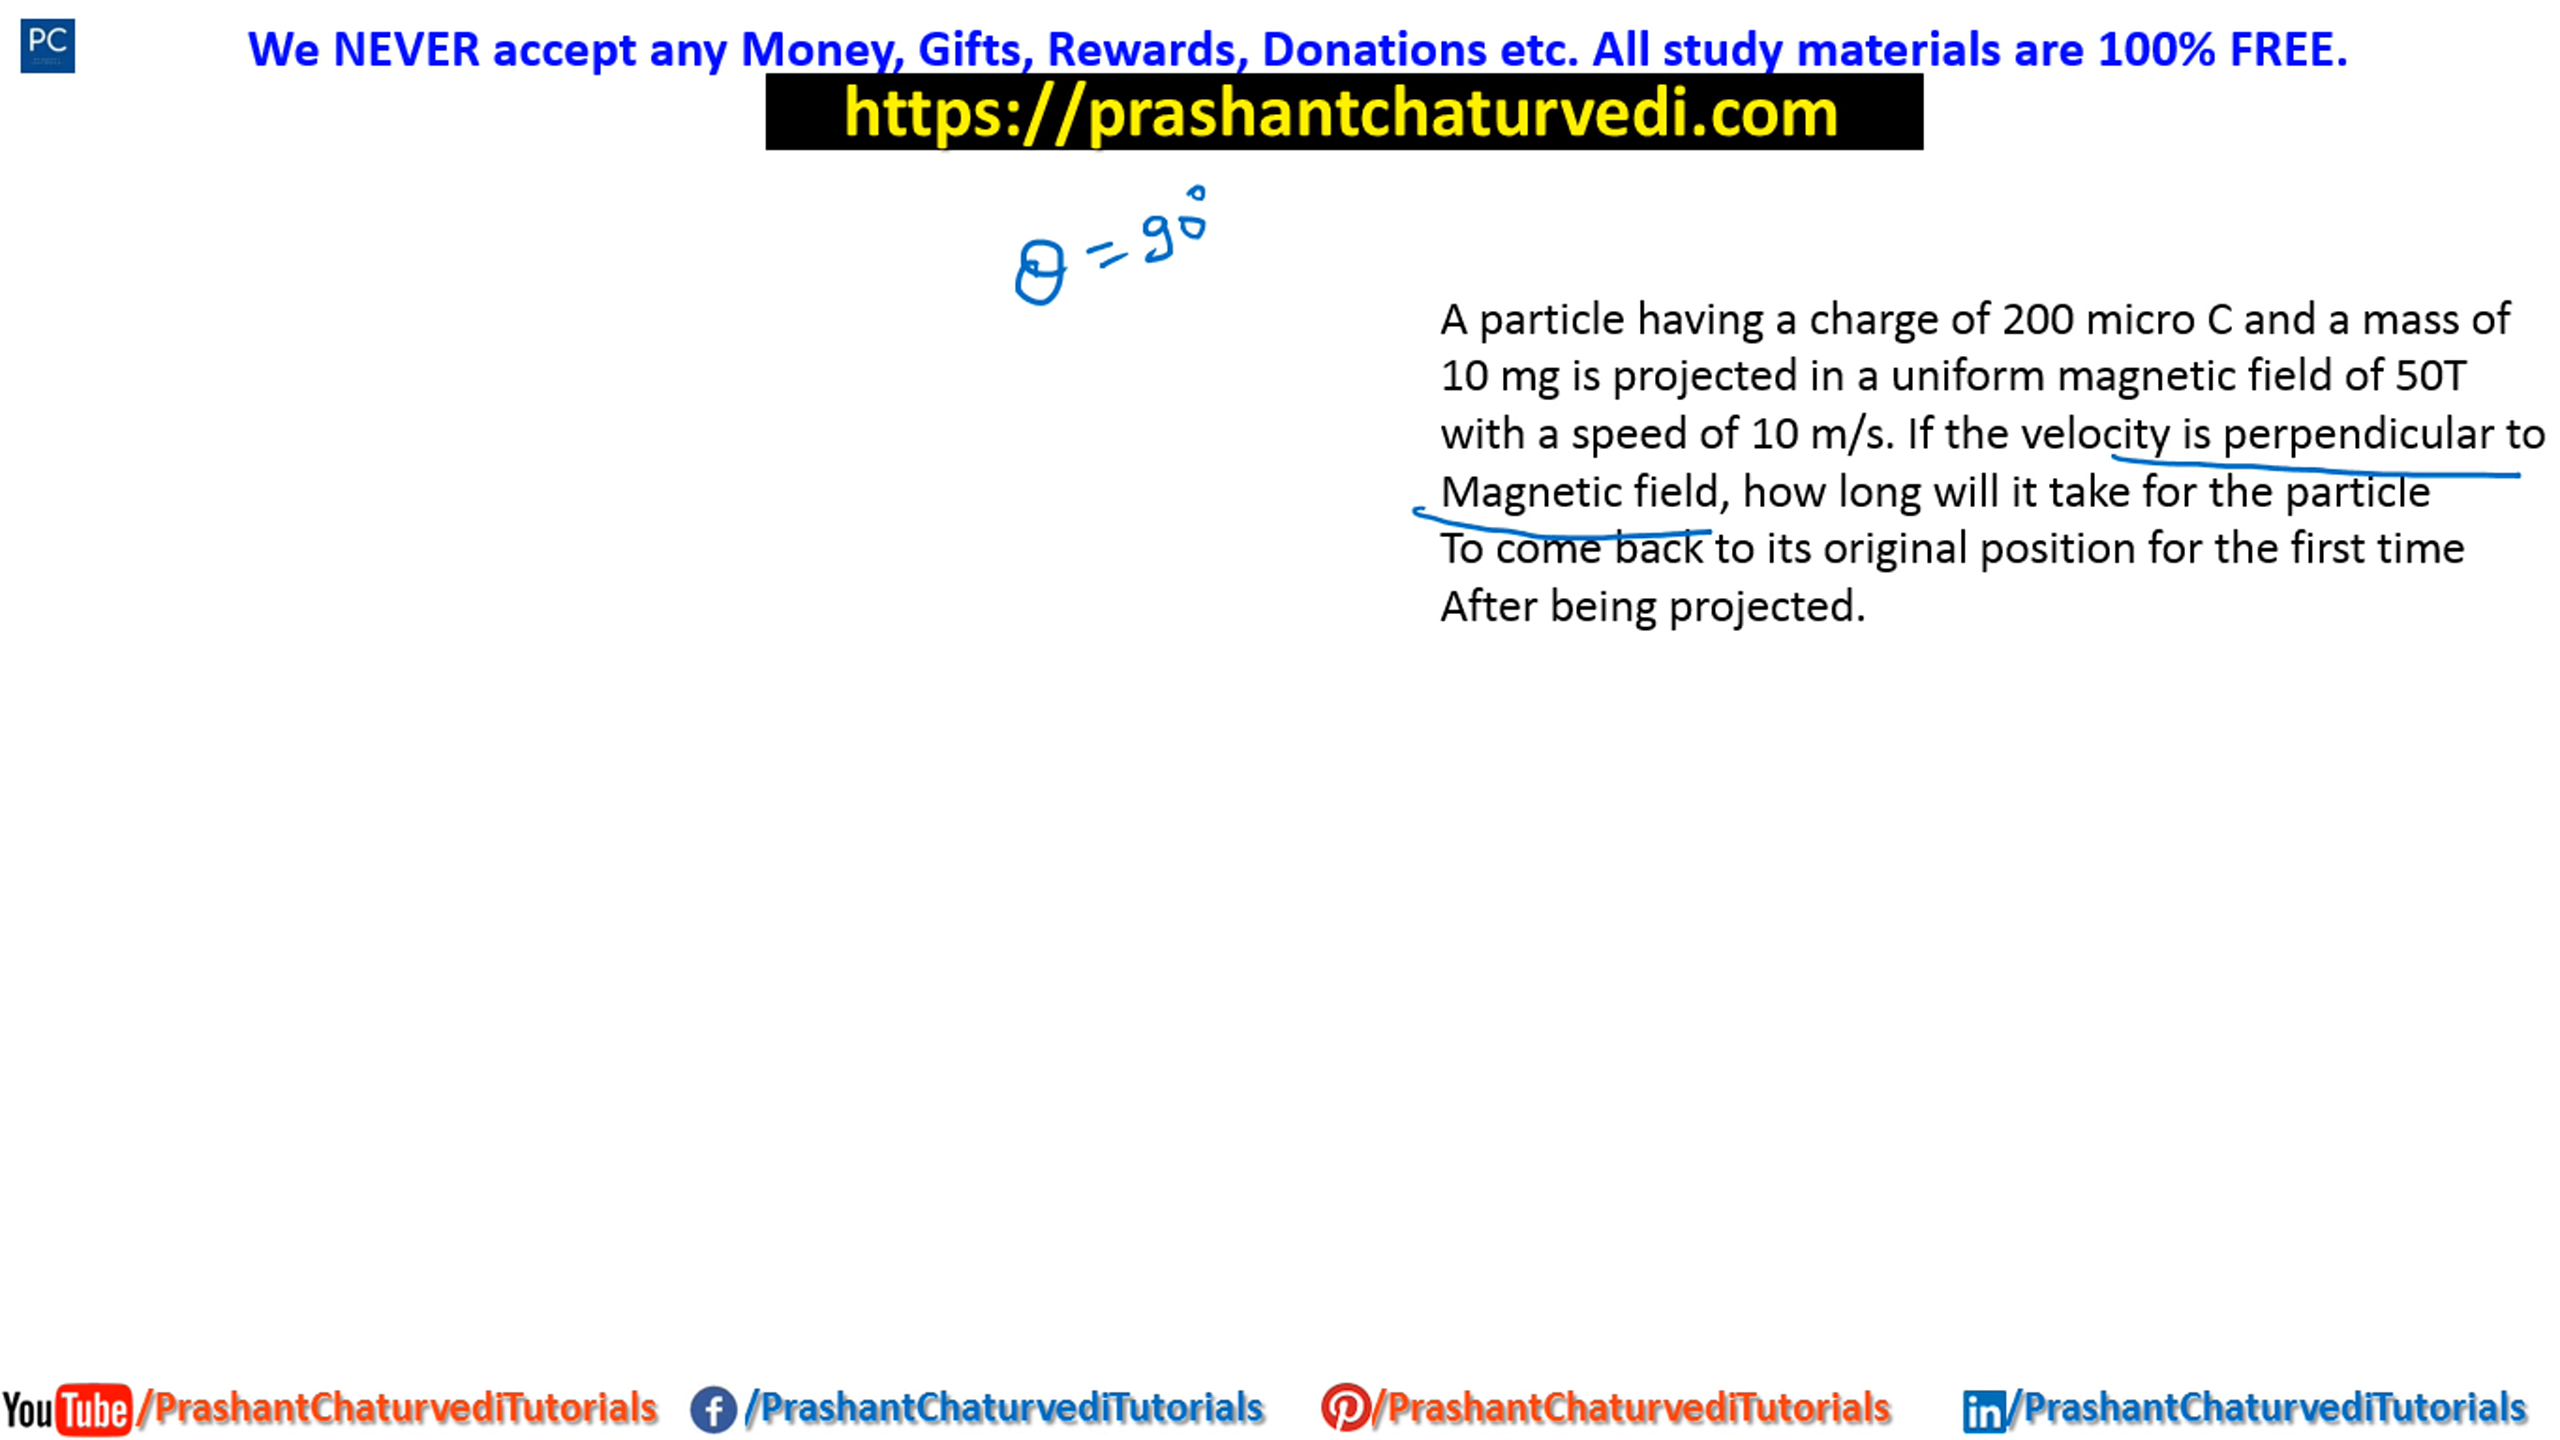 PC
We NEVER accept any Money, Gifts, Rewards, Donations etc. All study materials are 100% FREE.
https://prashantchaturvedi.com
θ = 90°
A particle having a charge of 200 micro C and a mass of
10 mg is projected in a uniform magnetic field of 50T
with a speed of 10 m/s. If the velocity is perpendicular to
Magnetic field, how long will it take for the particle
To come back to its original position for the first time
After being projected.
YouTube/PrashantChaturvediTutorials
f/PrashantChaturvediTutorials
/PrashantChaturvediTutorials
in/PrashantChaturvediTutorials